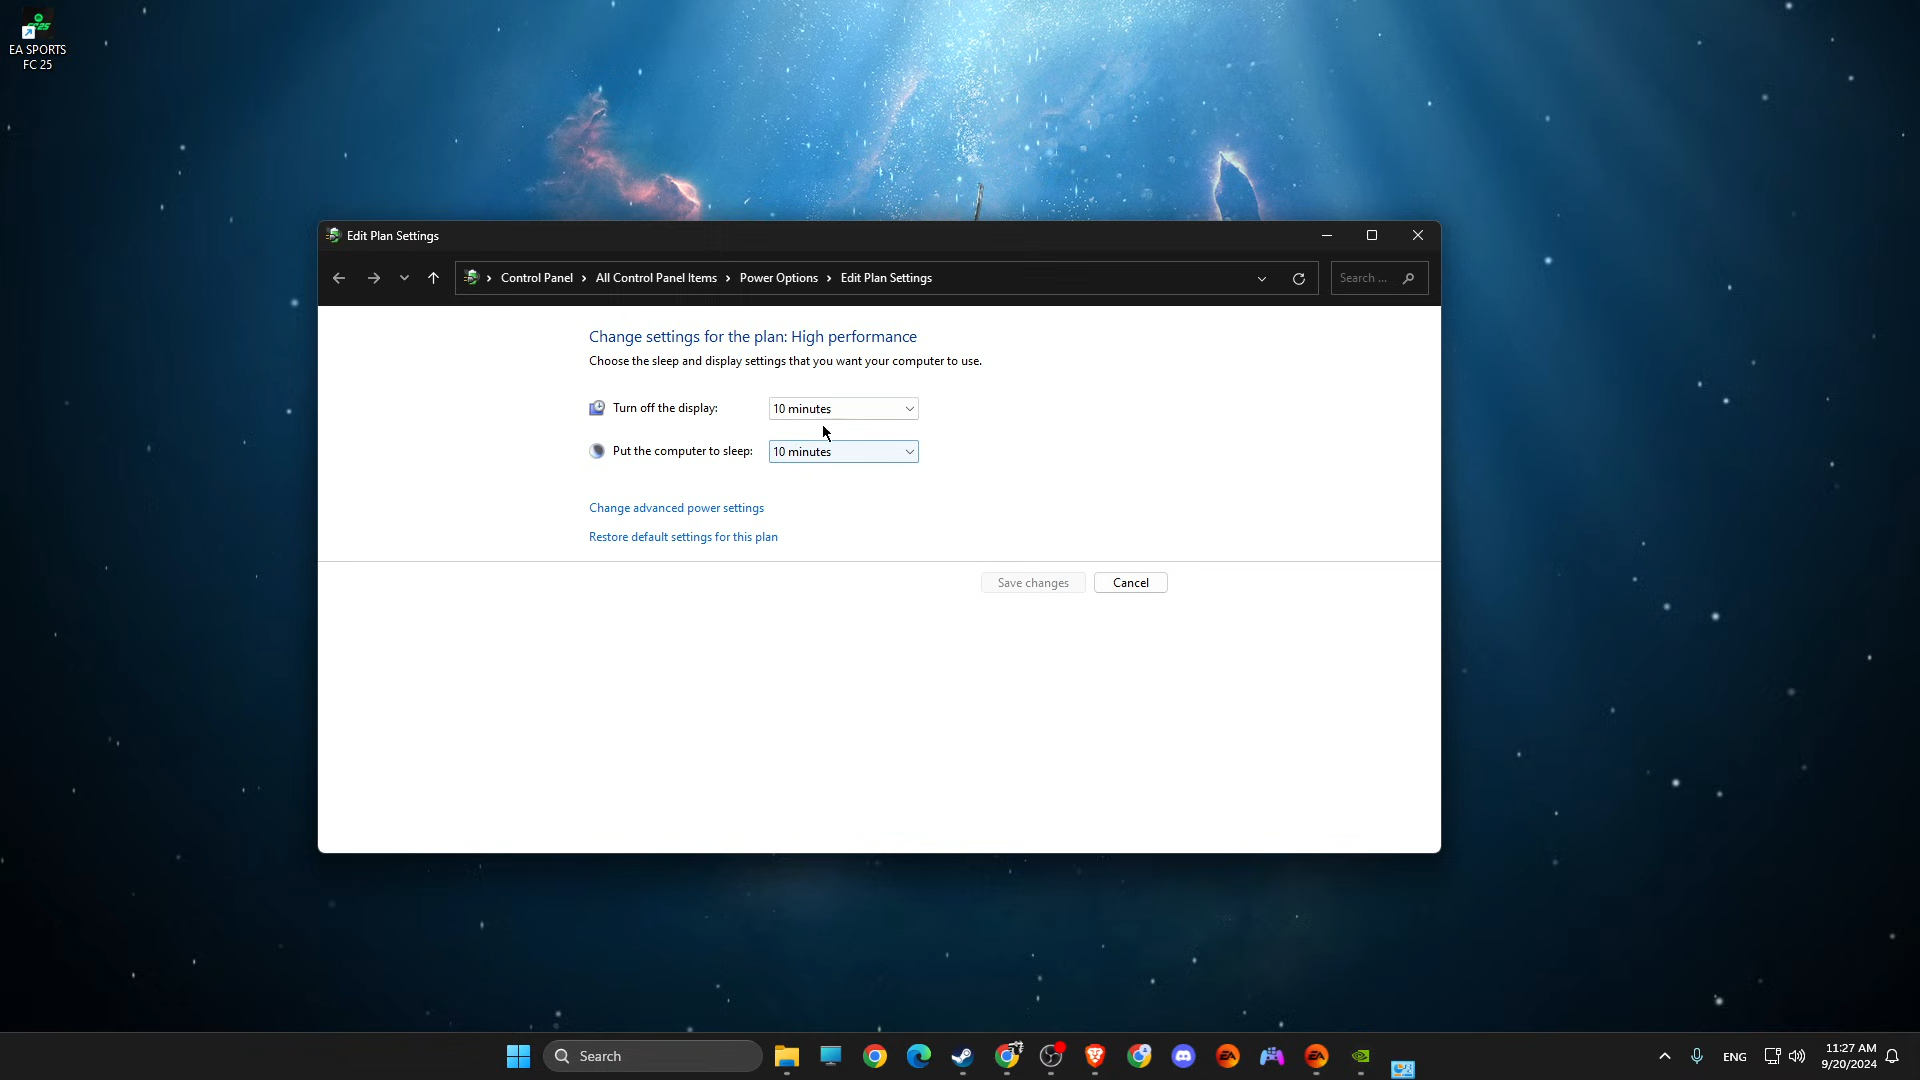 EA SPORTS
FC 25
Edit Plan Settings
Control Panel › All Control Panel Items › Power Options › Edit Plan Settings
Search ...
Change settings for the plan: High performance
Choose the sleep and display settings that you want your computer to use.
Turn off the display: 10 minutes
Put the computer to sleep: 10 minutes
Change advanced power settings
Restore default settings for this plan
Save changes Cancel
Search
ENG
11:27 AM
9/20/2024